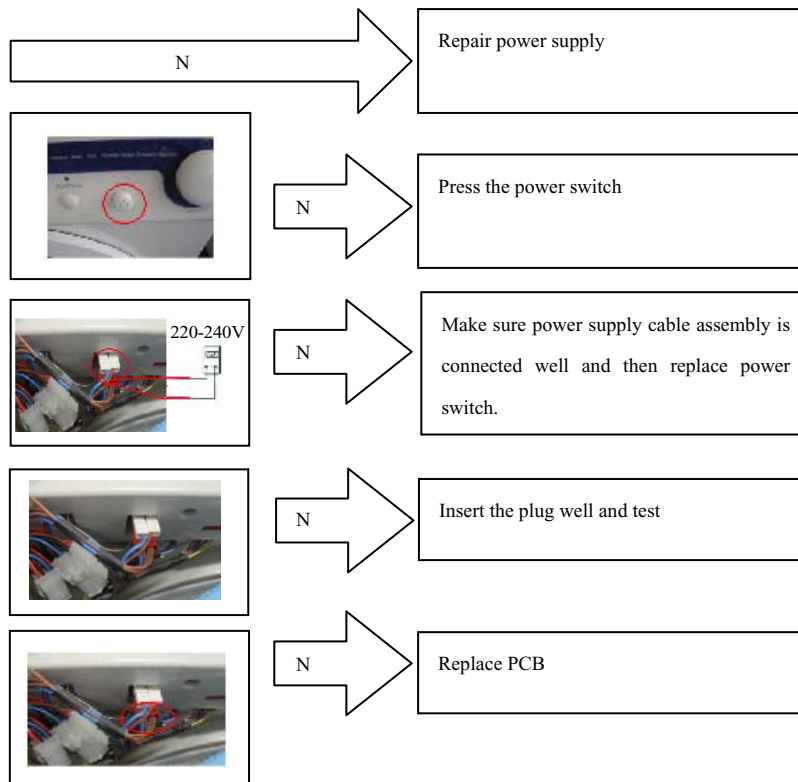 N
Repair power supply
N
Press the power switch
220-240V
N
Make sure power supply cable assembly is
connected well and then replace power
switch.
N
Insert the plug well and test
N
Replace PCB